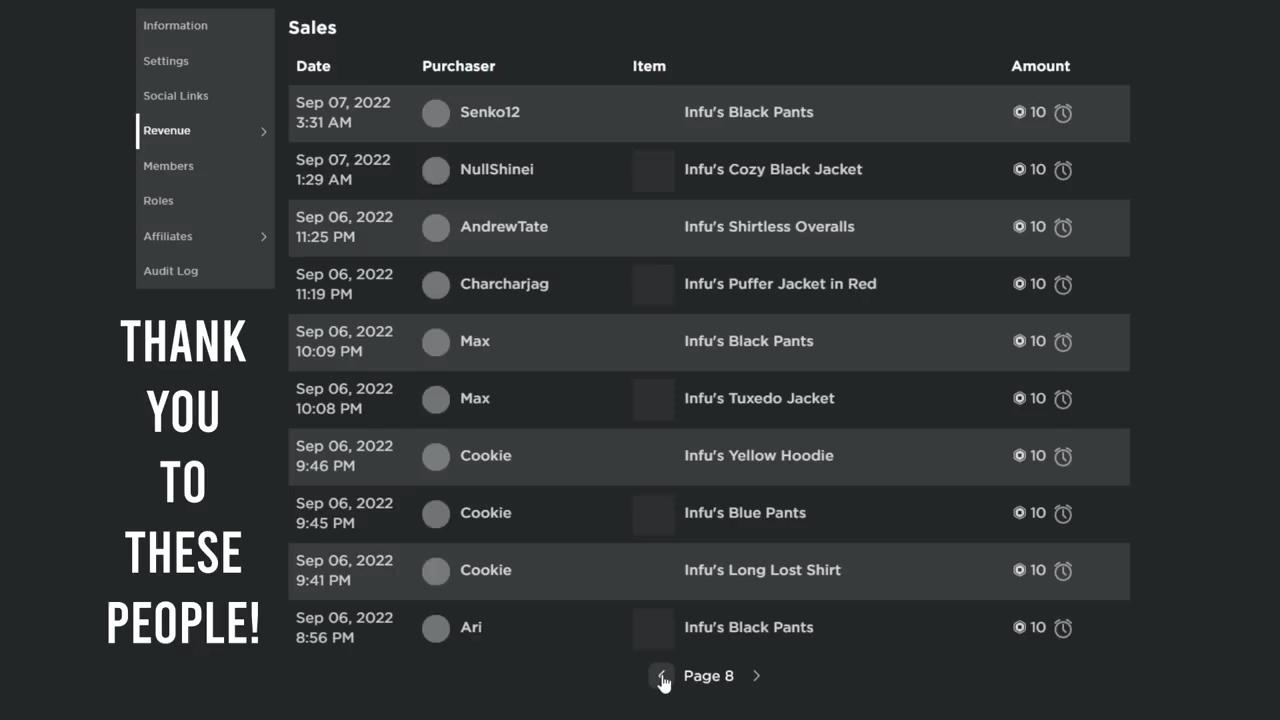 Information
Settings
Social Links
Revenue
Members
Roles
Affiliates
Audit Log
THANK
YOU
TO
THESE
PEOPLE!
Sales
Date Purchaser Item Amount
Sep 07, 2022
3:31 AM Senko12 Infu's Black Pants 10
Sep 07, 2022
1:29 AM NullShinei Infu's Cozy Black Jacket 10
Sep 06, 2022
11:25 PM AndrewTate Infu's Shirtless Overalls 10
Sep 06, 2022
11:19 PM Charcharjag Infu's Puffer Jacket in Red 10
Sep 06, 2022
10:09 PM Max Infu's Black Pants 10
Sep 06, 2022
10:08 PM Max Infu's Tuxedo Jacket 10
Sep 06, 2022
9:46 PM Cookie Infu's Yellow Hoodie 10
Sep 06, 2022
9:45 PM Cookie Infu's Blue Pants 10
Sep 06, 2022
9:41 PM Cookie Infu's Long Lost Shirt 10
Sep 06, 2022
8:56 PM Ari Infu's Black Pants 10
Page 8